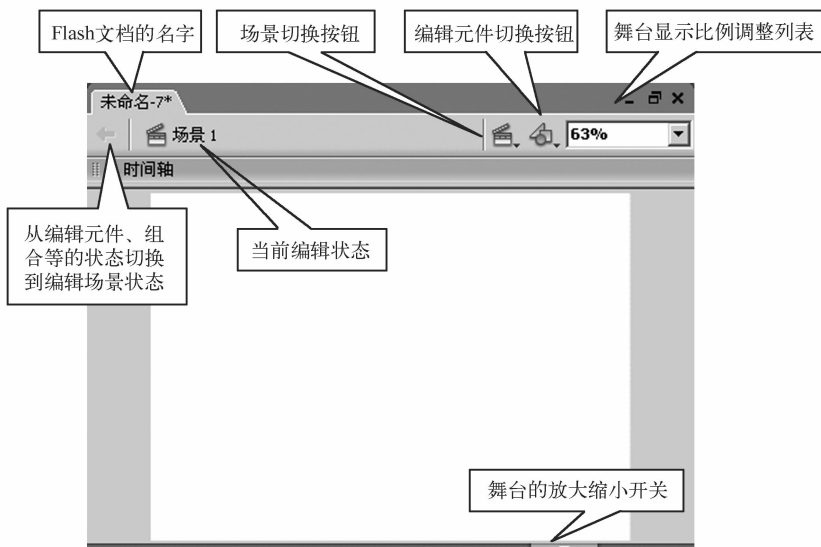 Flash文档的名字
场景切换按钮
编辑元件切换按钮
舞台显示比例调整列表
未命名-7*
场景 1
63%
时间轴
从编辑元件、组
合等的状态切换
到编辑场景状态
当前编辑状态
舞台的放大缩小开关